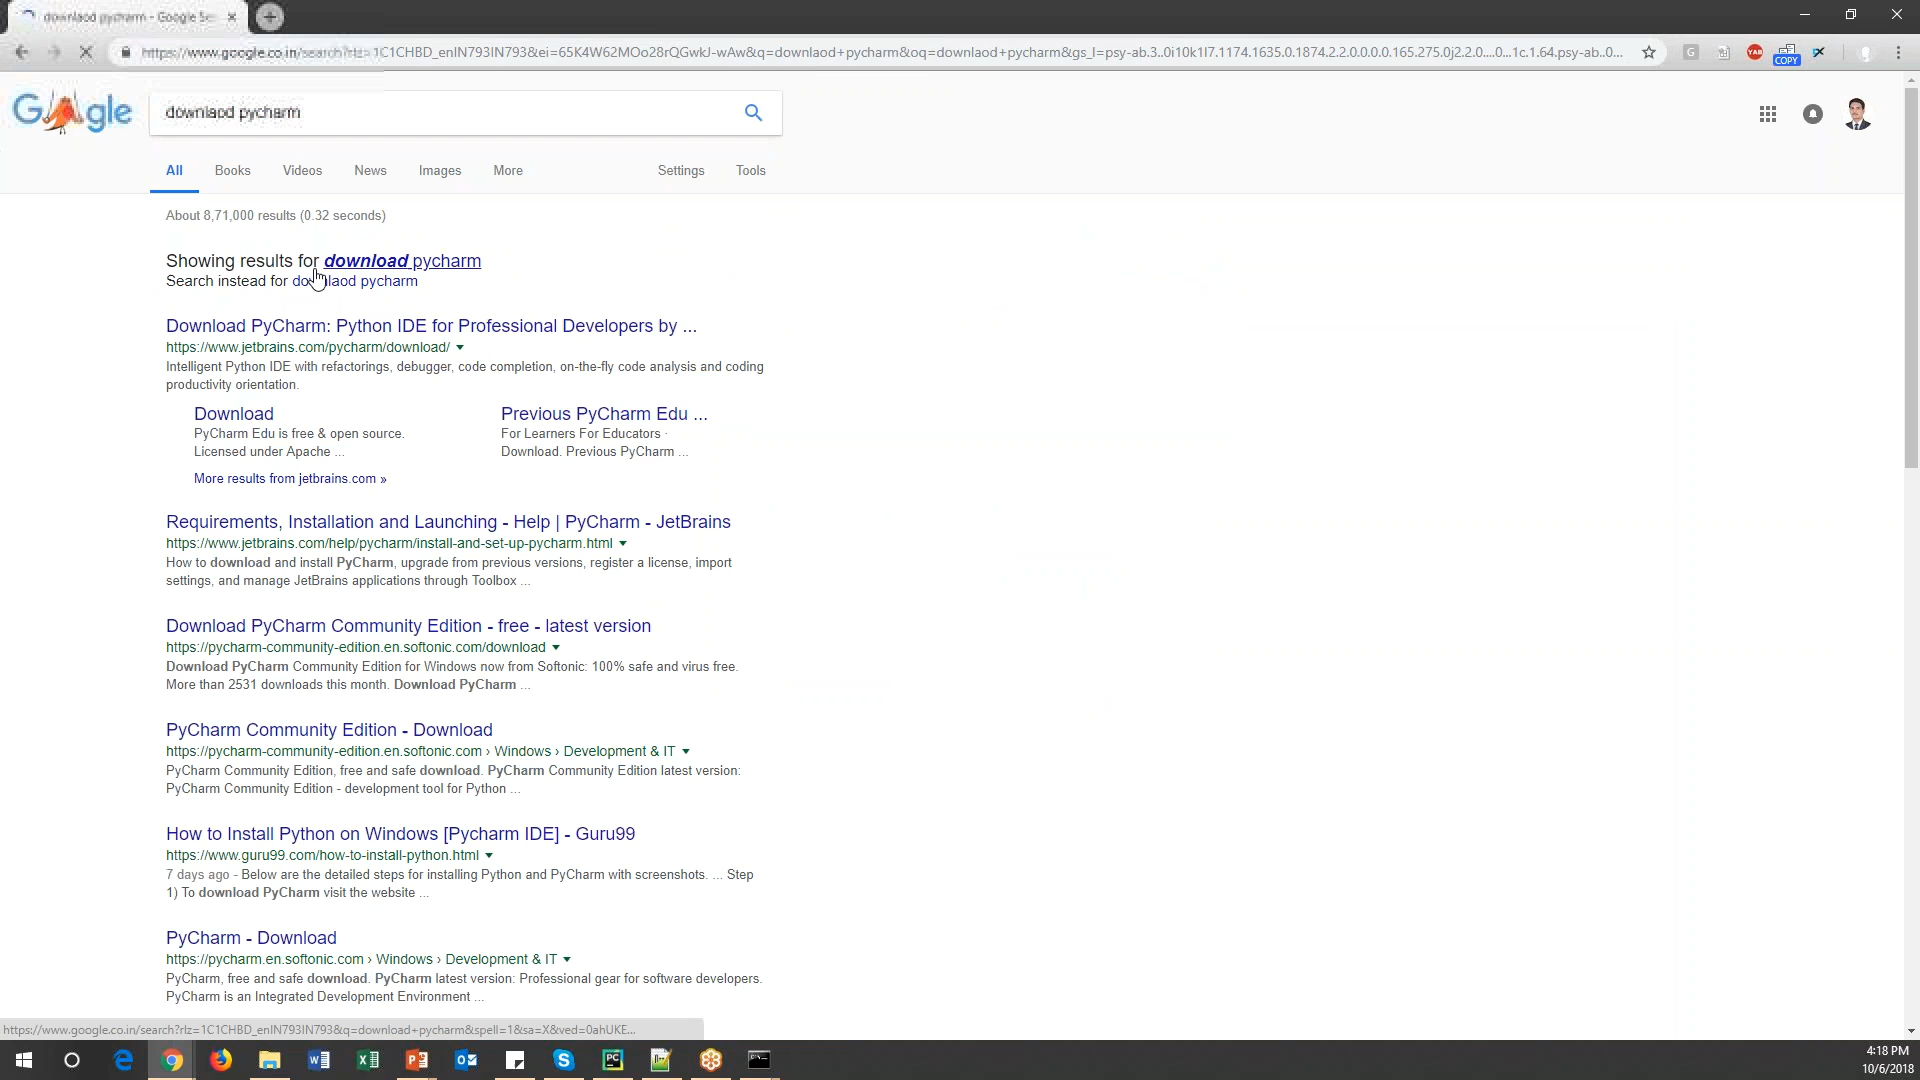 downlaod pycharm - Google Se
https://www.google.co.in/search?rlz=1C1CHBD_enIN793IN793&ei=65K4W62MOo28rQGwkJ-wAw&q=downlaod+pycharm&oq=downlaod+pycharm&gs_l=psy-ab.3..0i10k1l7.1174.1635.0.1874.2.2.0.0.0.0.165.275.0j2.2.0....0...1c.1.64.psy-ab..0...
G
YAB
COPY
Google
downlaod pycharm
All Books Videos News Images More Settings Tools
About 8,71,000 results (0.32 seconds)
Showing results for download pycharm
Search instead for downlaod pycharm
Download PyCharm: Python IDE for Professional Developers by ...
https://www.jetbrains.com/pycharm/download/
Intelligent Python IDE with refactorings, debugger, code completion, on-the-fly code analysis and coding
productivity orientation.
Download
PyCharm Edu is free & open source.
Licensed under Apache ...
Previous PyCharm Edu ...
For Learners For Educators ·
Download. Previous PyCharm ...
More results from jetbrains.com »
Requirements, Installation and Launching - Help | PyCharm - JetBrains
https://www.jetbrains.com/help/pycharm/install-and-set-up-pycharm.html
How to download and install PyCharm, upgrade from previous versions, register a license, import
settings, and manage JetBrains applications through Toolbox ...
Download PyCharm Community Edition - free - latest version
https://pycharm-community-edition.en.softonic.com/download
Download PyCharm Community Edition for Windows now from Softonic: 100% safe and virus free.
More than 2531 downloads this month. Download PyCharm ...
PyCharm Community Edition - Download
https://pycharm-community-edition.en.softonic.com › Windows › Development & IT
PyCharm Community Edition, free and safe download. PyCharm Community Edition latest version:
PyCharm Community Edition - development tool for Python ...
How to Install Python on Windows [Pycharm IDE] - Guru99
https://www.guru99.com/how-to-install-python.html
7 days ago - Below are the detailed steps for installing Python and PyCharm with screenshots. ... Step
1) To download PyCharm visit the website ...
PyCharm - Download
https://pycharm.en.softonic.com › Windows › Development & IT
PyCharm, free and safe download. PyCharm latest version: Professional gear for software developers.
PyCharm is an Integrated Development Environment ...
https://www.google.co.in/search?rlz=1C1CHBD_enIN793IN793&q=download+pycharm&spell=1&sa=X&ved=0ahUKE...
PC
4:18 PM
10/6/2018